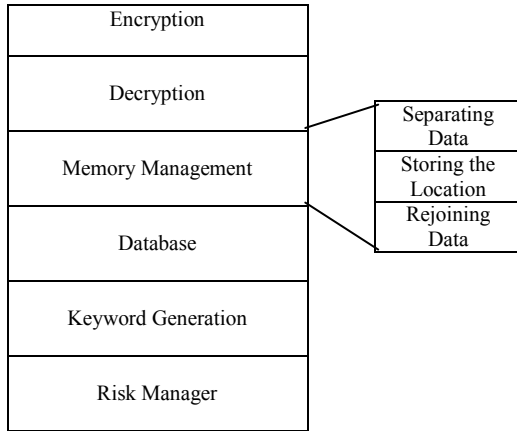 Encryption
Decryption
Memory Management
Database
Keyword Generation
Risk Manager
Separating
Data
Storing the
Location
Rejoining
Data